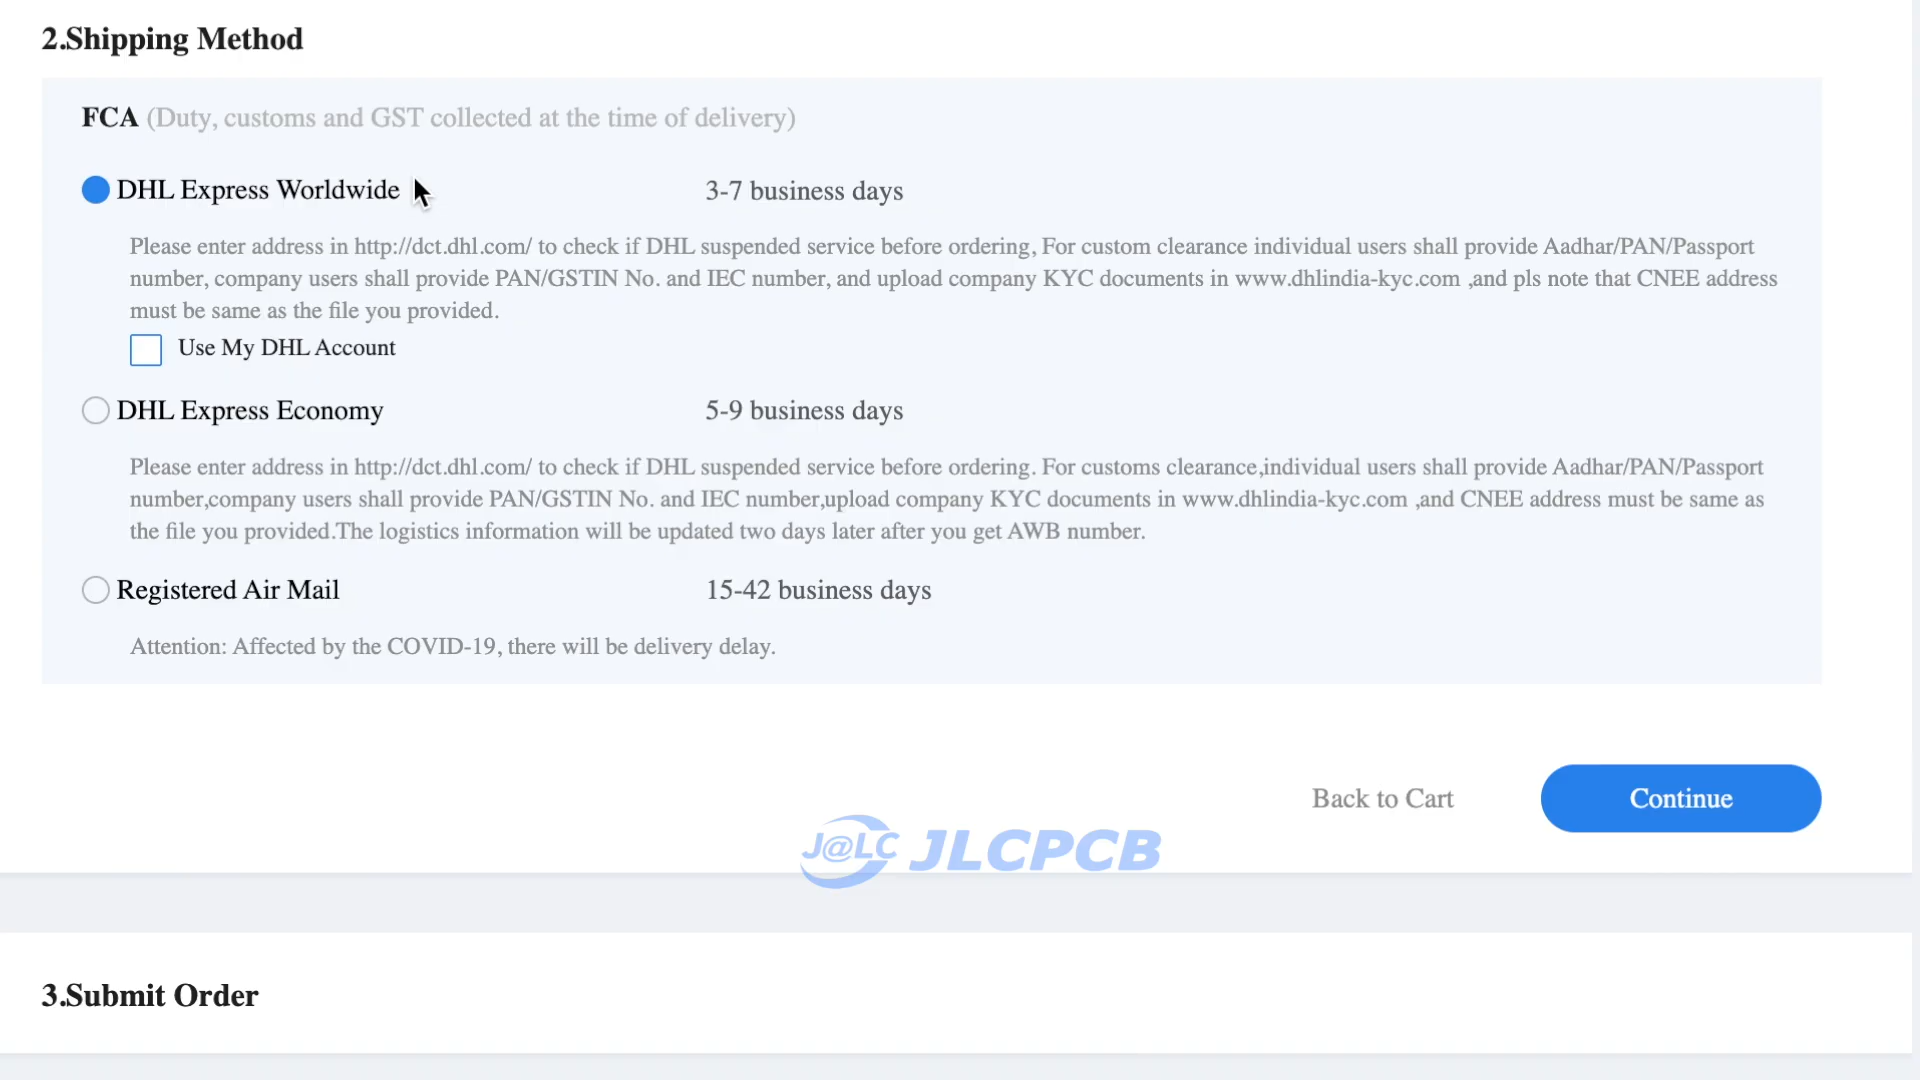 2.Shipping Method
FCA (Duty, customs and GST collected at the time of delivery)
DHL Express Worldwide 3-7 business days
Please enter address in http://dct.dhl.com/ to check if DHL suspended service before ordering, For custom clearance individual users shall provide Aadhar/PAN/Passport
number, company users shall provide PAN/GSTIN No. and IEC number, and upload company KYC documents in www.dhlindia-kyc.com ,and pls note that CNEE address
must be same as the file you provided.
Use My DHL Account
DHL Express Economy 5-9 business days
Please enter address in http://dct.dhl.com/ to check if DHL suspended service before ordering. For customs clearance,individual users shall provide Aadhar/PAN/Passport
number,company users shall provide PAN/GSTIN No. and IEC number,upload company KYC documents in www.dhlindia-kyc.com ,and CNEE address must be same as
the file you provided.The logistics information will be updated two days later after you get AWB number.
Registered Air Mail 15-42 business days
Attention: Affected by the COVID-19, there will be delivery delay.
Back to Cart Continue
J@LC JLCPCB
3.Submit Order